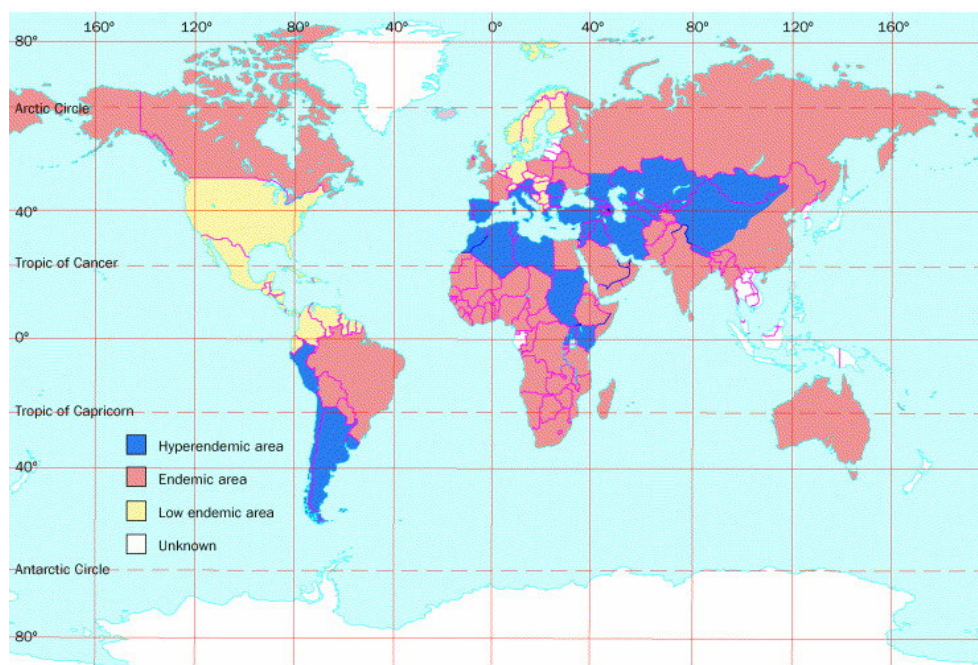 160° 120° 80° 40° 0° 40° 80° 120° 160°
80°
Arctic Circle
40°
Tropic of Cancer
0°
Tropic of Capricorn
Hyperendemic area
Endemic area
40°
Low endemic area
Unknown
Antarctic Circle
80°